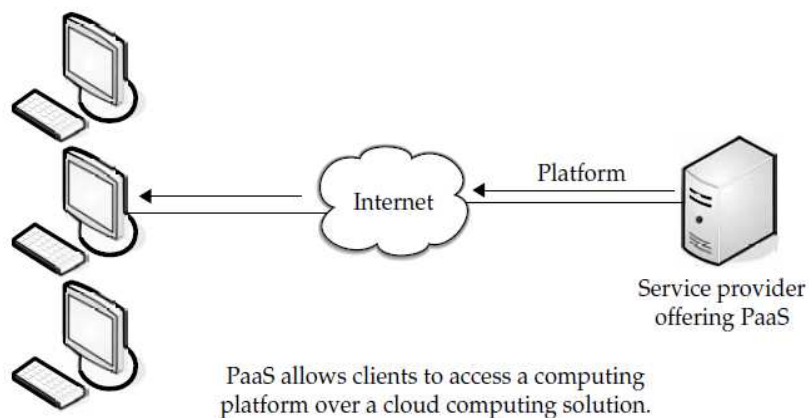 Platform
Internet
Service provider
offering PaaS
PaaS allows clients to access a computing
platform over a cloud computing solution.